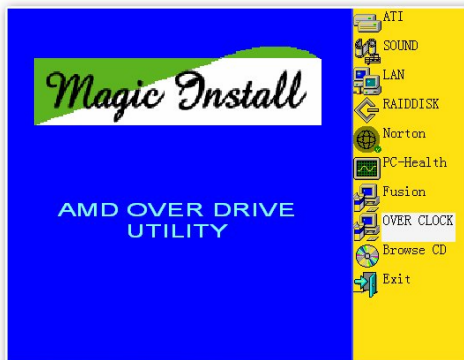 Magic Install
AMD OVER DRIVE
UTILITY
ATI
SOUND
LAN
RAIDDISK
Norton
PC-Health
Fusion
OVER CLOCK
Browse CD
Exit